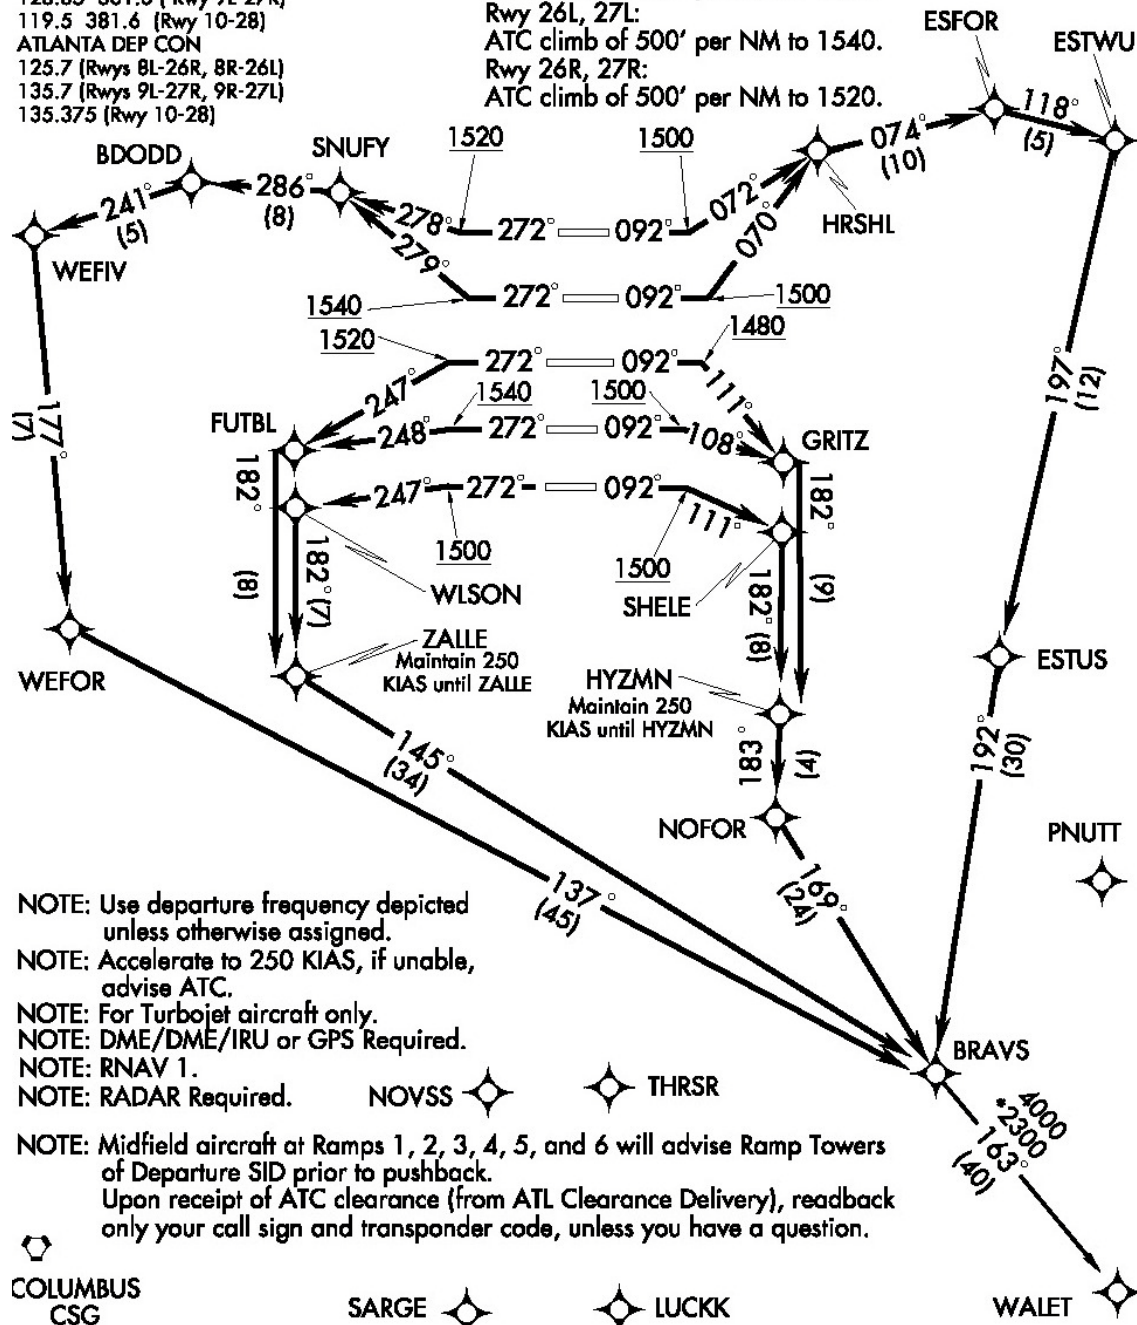 119.5 381.6 (Rwy 10-28)
ATLANTA DEP CON
125.7 (Rwys 8L-26R, 8R-26L)
135.7 (Rwys 9L-27R, 9R-27L)
135.375 (Rwy 10-28)
Rwy 26L, 27L:
ATC climb of 500' per NM to 1540.
Rwy 26R, 27R:
ATC climb of 500' per NM to 1520.
ESFOR
ESTWU
118°
(5)
074°
(10)
BDODD
SNUFY
1520
1500
HRSHL
241°
(5)
286°
(8)
278°
272°
092°
072°
WEFIV
279°
272°
092°
070°
1540
1500
1520
1480
272°
092°
247°
111°
197°
(12)
177°
(7)
FUTBL
1540
1500
248°
272°
092°
108°
GRITZ
182°
(8)
247°
272°
092°
111°
182°
(9)
1500
1500
182° (7)
WLSON
SHELE
182° (8)
ZALLE
Maintain 250
KIAS until ZALLE
WEFOR
HYZMN
Maintain 250
KIAS until HYZMN
ESTUS
145°
(34)
183°
(4)
192°
(30)
NOFOR
PNUTT
137°
(45)
169°
(24)
NOTE: Use departure frequency depicted
unless otherwise assigned.
NOTE: Accelerate to 250 KIAS, if unable,
advise ATC.
NOTE: For Turbojet aircraft only.
NOTE: DME/DME/IRU or GPS Required.
NOTE: RNAV 1.
NOTE: RADAR Required.
NOVSS
THRSR
BRAVS
4000
*2300
163°
(40)
NOTE: Midfield aircraft at Ramps 1, 2, 3, 4, 5, and 6 will advise Ramp Towers
of Departure SID prior to pushback.
Upon receipt of ATC clearance (from ATL Clearance Delivery), readback
only your call sign and transponder code, unless you have a question.
COLUMBUS
CSG
SARGE
LUCKK
WALET